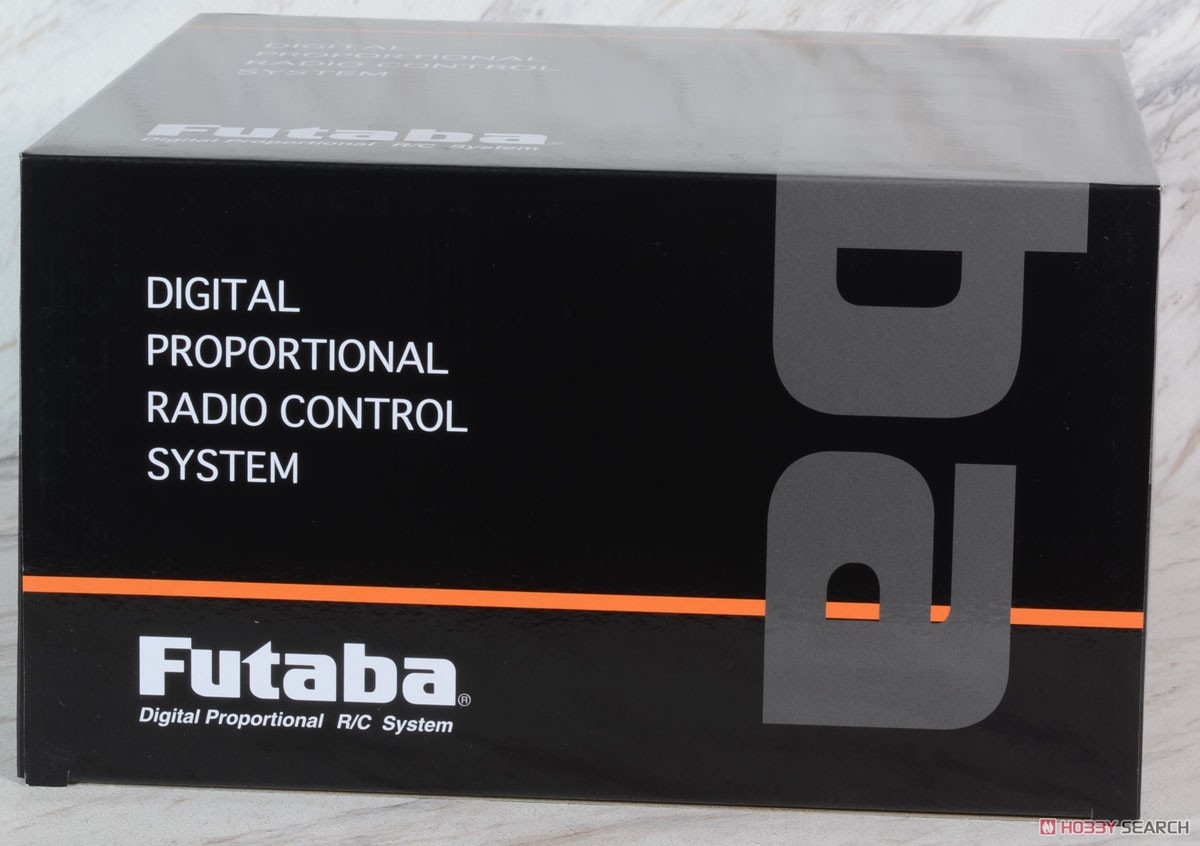 DIGITAL
PROPORTIONAL
RADIO CONTROL
SYSTEM
Futaba
Digital Proportional R/C System
DIGITAL
PROPORTIONAL
RADIO CONTROL
SYSTEM
Futaba®
Digital Proportional R/C System
ba
HOBBY SEARCH